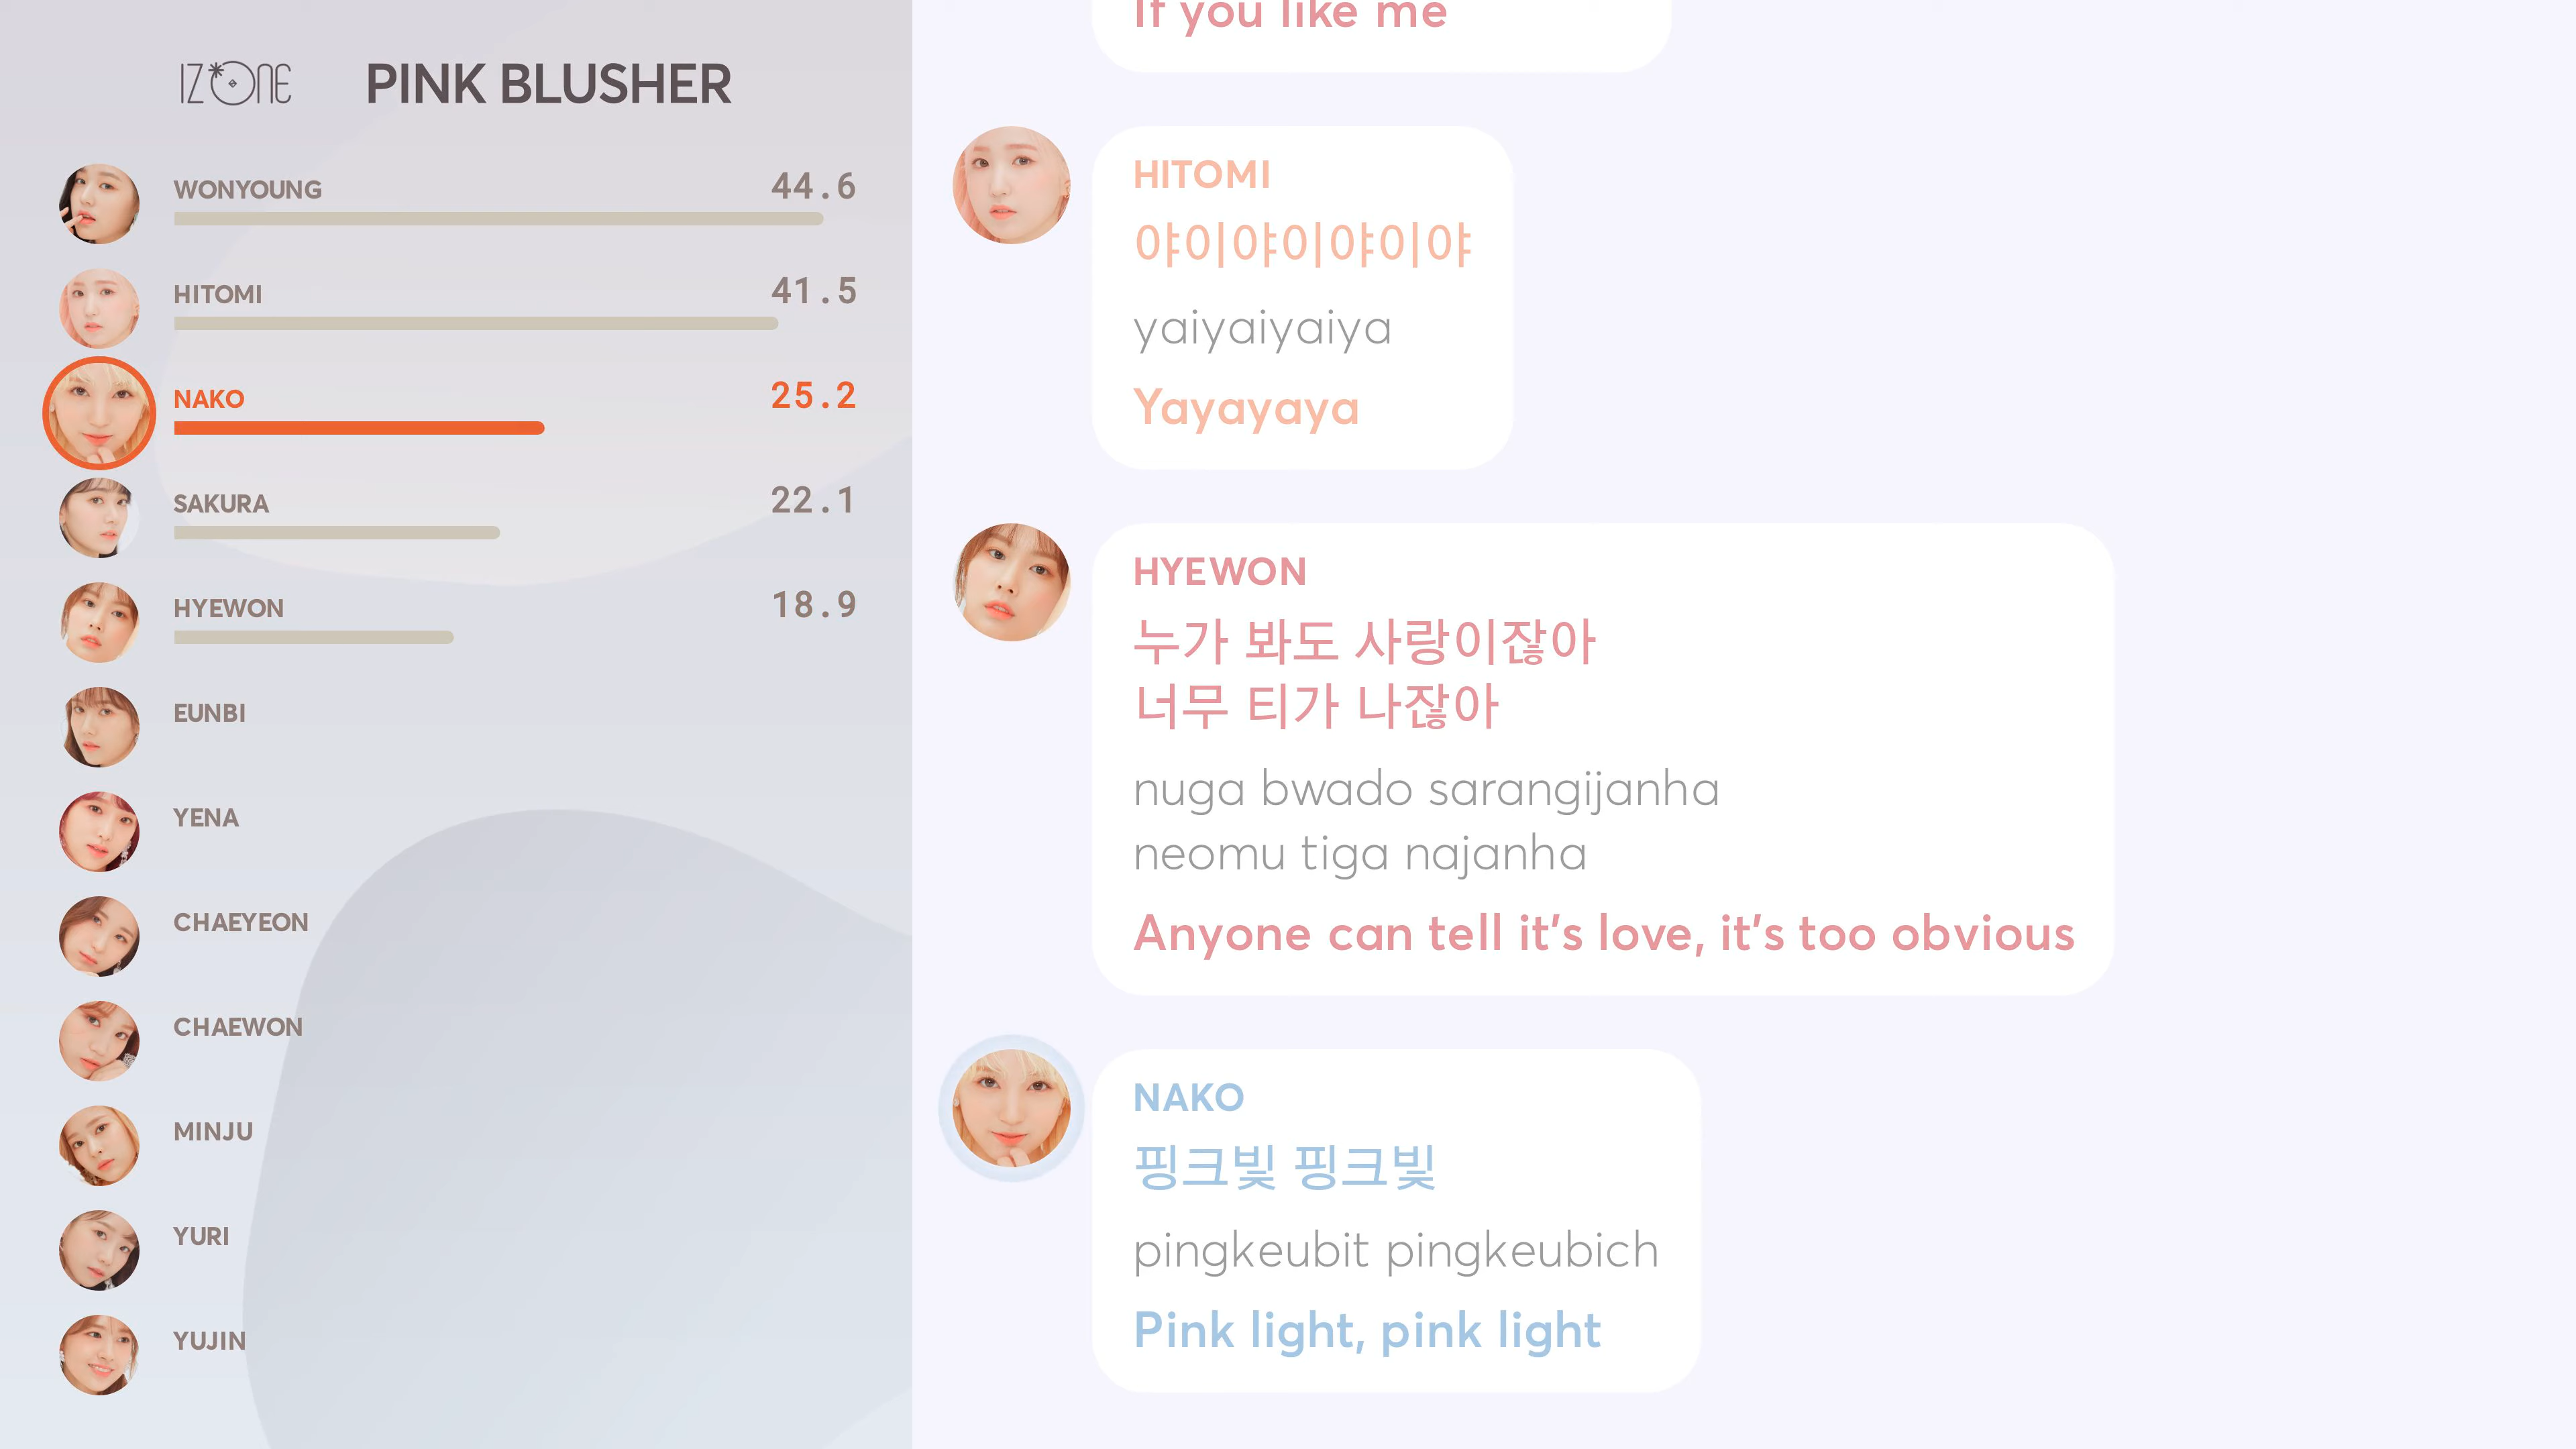 IZ*ONE PINK BLUSHER
WONYOUNG 44.6
HITOMI 41.5
NAKO 25.2
SAKURA 22.1
HYEWON 18.9
EUNBI
YENA
CHAEYEON
CHAEWON
MINJU
YURI
YUJIN
If you like me
HITOMI
야이야이야이야
yaiyaiyaiya
Yayayaya
HYEWON
누가 봐도 사랑이잖아
너무 티가 나잖아
nuga bwado sarangijanha
neomu tiga najanha
Anyone can tell it's love, it's too obvious
NAKO
핑크빛 핑크빛
pingkeubit pingkeubich
Pink light, pink light